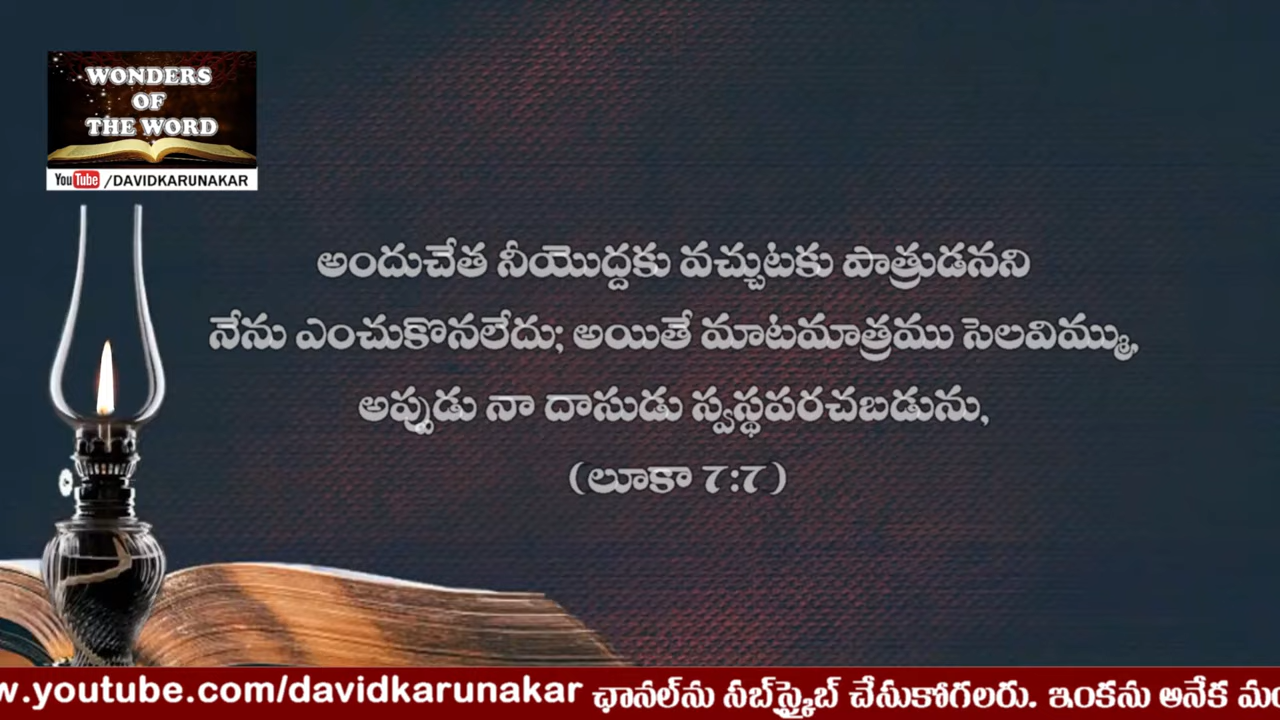 WONDERS
OF
THE WORD
YouTube /DAVIDKARUNAKAR
అందుచేత నీయొద్దకు వచ్చుటకు పాత్రుడనని
నేను ఎంచుకొనలేదు; అయితే మాటమాత్రము సెలవిమ్ము,
అప్పుడు నా దాసుడు స్వస్థపరచబడును,
(లూకా 7:7)
w.youtube.com/davidkarunakar ఛానల్‌ను సబ్‌స్క్రైబ్ చేసుకోగలరు. ఇంకను అనేక